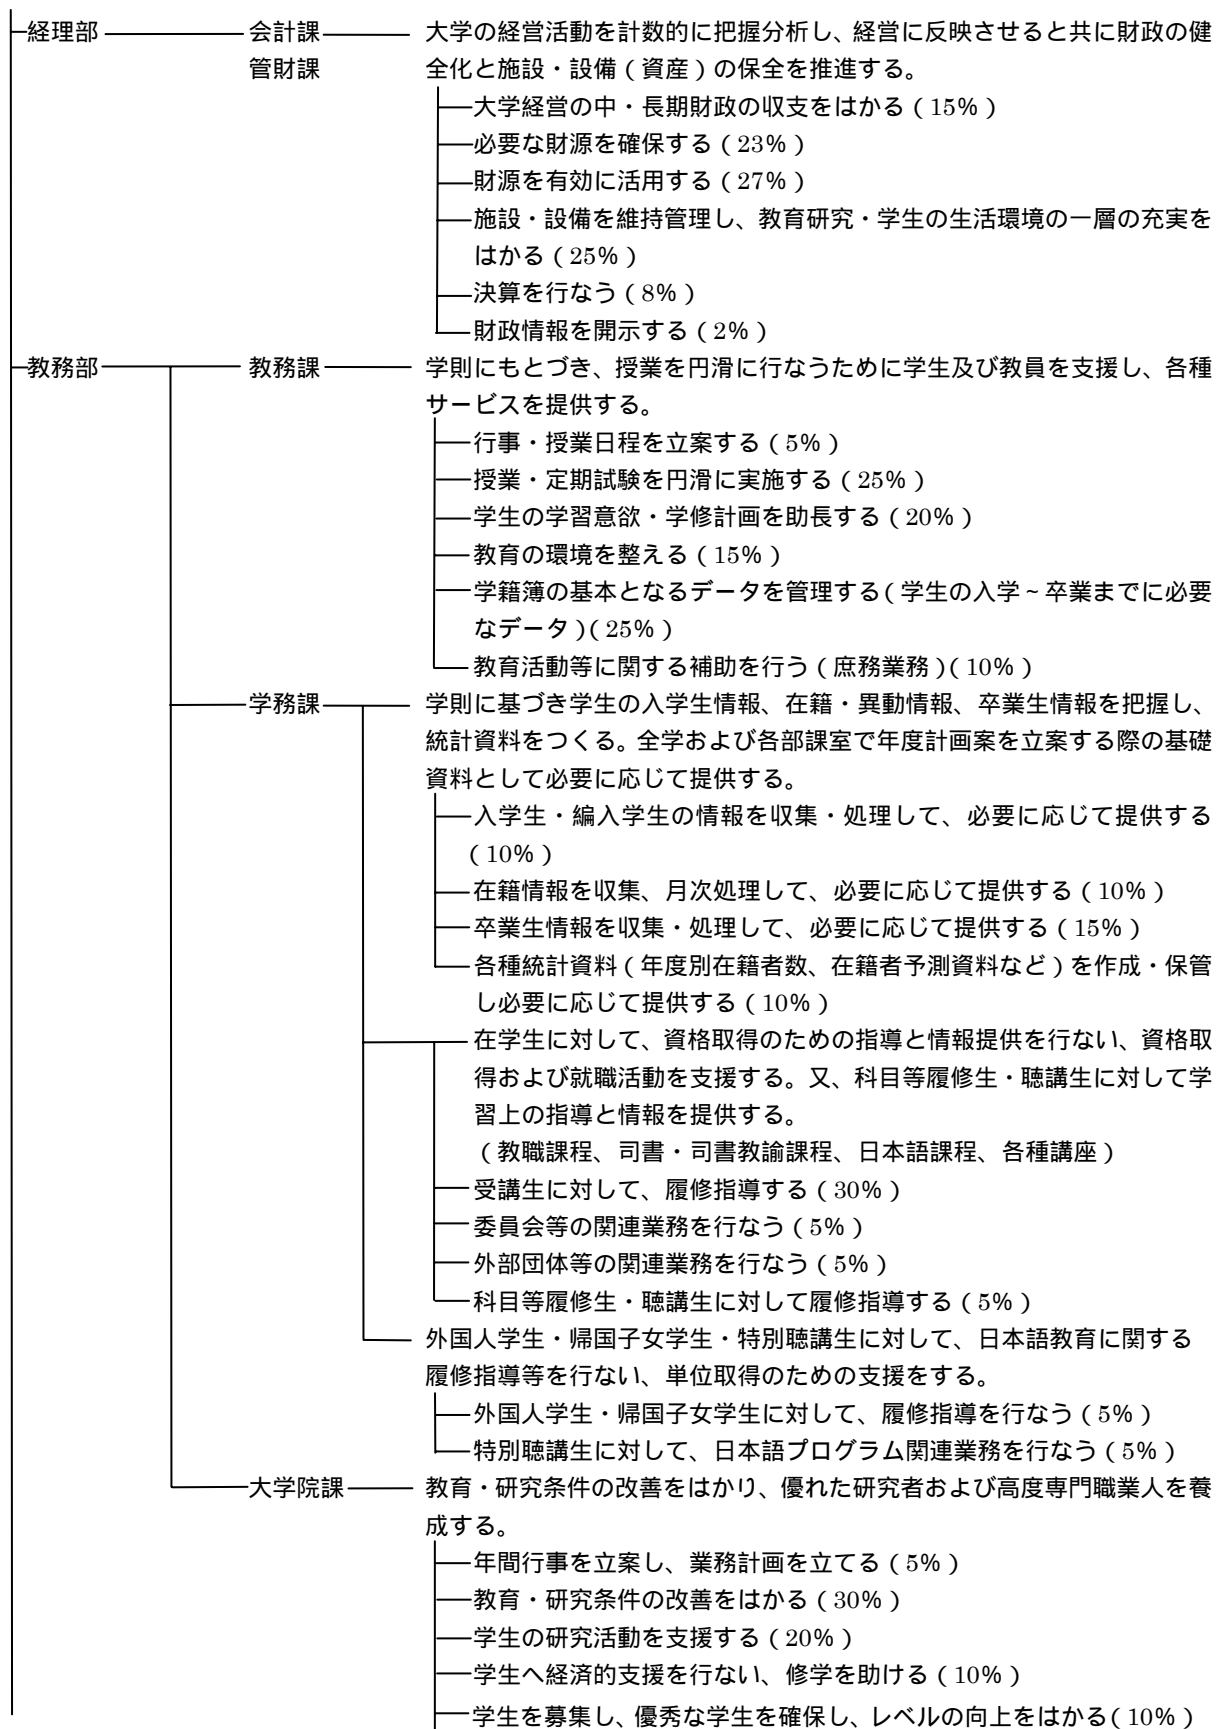 経理部 会計課 大学の経営活動を計数的に把握分析し、経営に反映させると共に財政の健
管財課 全化と施設・設備(資産)の保全を推進する。
大学経営の中・長期財政の収支をはかる(15%)
必要な財源を確保する(23%)
財源を有効に活用する(27%)
施設・設備を維持管理し、教育研究・学生の生活環境の一層の充実を
はかる(25%)
決算を行なう(8%)
財政情報を開示する(2%)
教務部 教務課 学則にもとづき、授業を円滑に行なうために学生及び教員を支援し、各種
サービスを提供する。
行事・授業日程を立案する(5%)
授業・定期試験を円滑に実施する(25%)
学生の学習意欲・学修計画を助長する(20%)
教育の環境を整える(15%)
学籍簿の基本となるデータを管理する(学生の入学~卒業までに必要
なデータ)(25%)
教育活動等に関する補助を行う(庶務業務)(10%)
学務課 学則に基づき学生の入学生情報、在籍・異動情報、卒業生情報を把握し、
統計資料をつくる。全学および各部課室で年度計画案を立案する際の基礎
資料として必要に応じて提供する。
入学生・編入学生の情報を収集・処理して、必要に応じて提供する
(10%)
在籍情報を収集、月次処理して、必要に応じて提供する(10%)
卒業生情報を収集・処理して、必要に応じて提供する(15%)
各種統計資料(年度別在籍者数、在籍者予測資料など)を作成・保管
し必要に応じて提供する(10%)
在学生に対して、資格取得のための指導と情報提供を行ない、資格取
得および就職活動を支援する。又、科目等履修生・聴講生に対して学
習上の指導と情報を提供する。
(教職課程、司書・司書教諭課程、日本語課程、各種講座)
受講生に対して、履修指導する(30%)
委員会等の関連業務を行なう(5%)
外部団体等の関連業務を行なう(5%)
科目等履修生・聴講生に対して履修指導する(5%)
外国人学生・帰国子女学生・特別聴講生に対して、日本語教育に関する
履修指導等を行ない、単位取得のための支援をする。
外国人学生・帰国子女学生に対して、履修指導を行なう(5%)
特別聴講生に対して、日本語プログラム関連業務を行なう(5%)
大学院課 教育・研究条件の改善をはかり、優れた研究者および高度専門職業人を養
成する。
年間行事を立案し、業務計画を立てる(5%)
教育・研究条件の改善をはかる(30%)
学生の研究活動を支援する(20%)
学生へ経済的支援を行ない、修学を助ける(10%)
学生を募集し、優秀な学生を確保し、レベルの向上をはかる(10%)